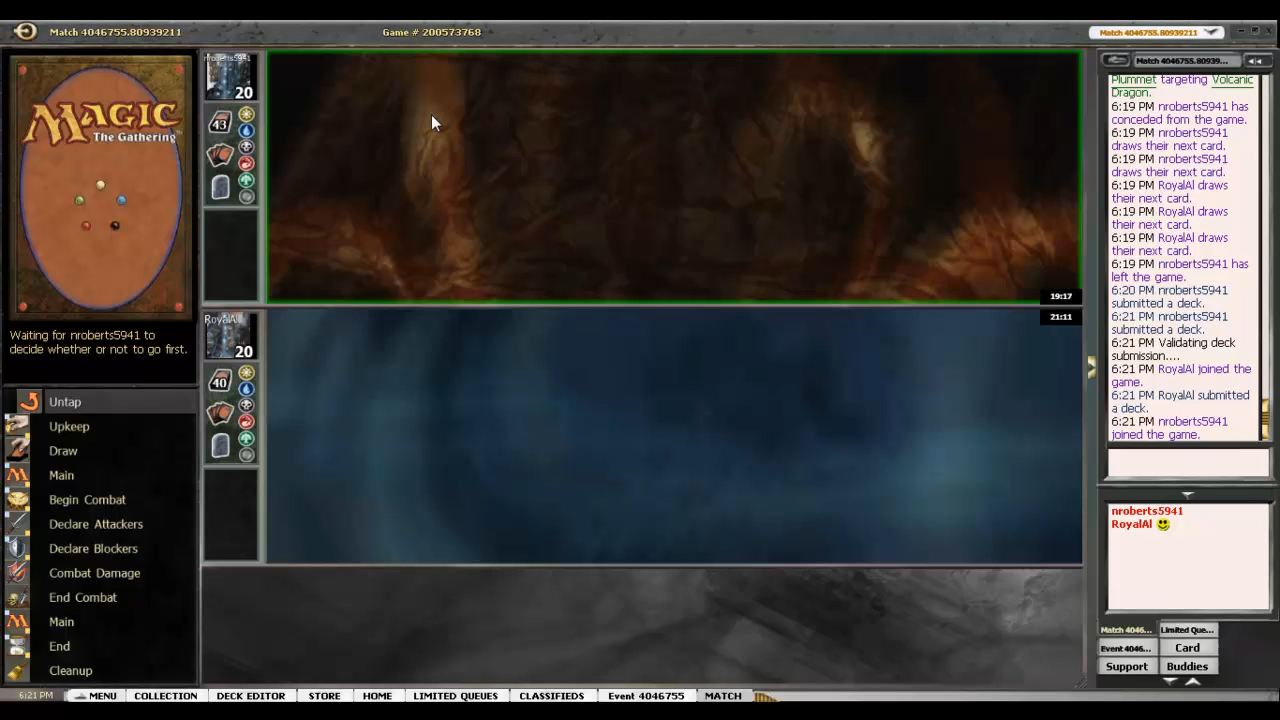 Match 4046755.80939211
Game # 200573768
Match 4046755.80939211
nroberts5941
20
43
19:17
RoyalAl
20
40
21:11
MAGIC
The Gathering
Waiting for nroberts5941 to
decide whether or not to go first.
Untap
Upkeep
Draw
Main
Begin Combat
Declare Attackers
Declare Blockers
Combat Damage
End Combat
Main
End
Cleanup
Match 4046755.80939...
Plummet targeting Volcanic
Dragon.
6:19 PM nroberts5941 has
conceded from the game.
6:19 PM nroberts5941
draws their next card.
6:19 PM nroberts5941
draws their next card.
6:19 PM RoyalAl draws
their next card.
6:19 PM RoyalAl draws
their next card.
6:19 PM RoyalAl draws
their next card.
6:19 PM nroberts5941 has
left the game.
6:20 PM nroberts5941
submitted a deck.
6:21 PM nroberts5941
submitted a deck.
6:21 PM Validating deck
submission....
6:21 PM RoyalAl joined the
game.
6:21 PM RoyalAl submitted
a deck.
6:21 PM nroberts5941
joined the game.
nroberts5941
RoyalAl
Match 4046...
Limited Que...
Event 4046...
Card
Support
Buddies
6:21 PM
MENU
COLLECTION
DECK EDITOR
STORE
HOME
LIMITED QUEUES
CLASSIFIEDS
Event 4046755
MATCH